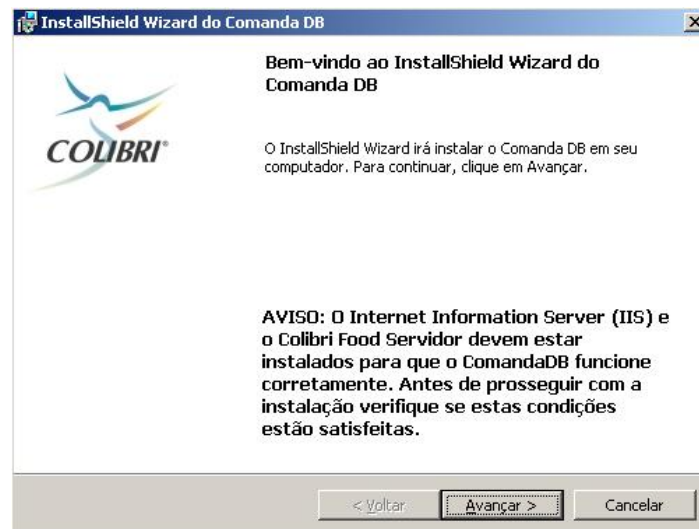 InstallShield Wizard do Comanda DB
Bem-vindo ao InstallShield Wizard do
Comanda DB
COLIBRI®
O InstallShield Wizard irá instalar o Comanda DB em seu
computador. Para continuar, clique em Avançar.
AVISO: O Internet Information Server (IIS) e
o Colibri Food Servidor devem estar
instalados para que o ComandaDB funcione
corretamente. Antes de prosseguir com a
instalação verifique se estas condições
estão satisfeitas.
< Voltar
Avançar >
Cancelar